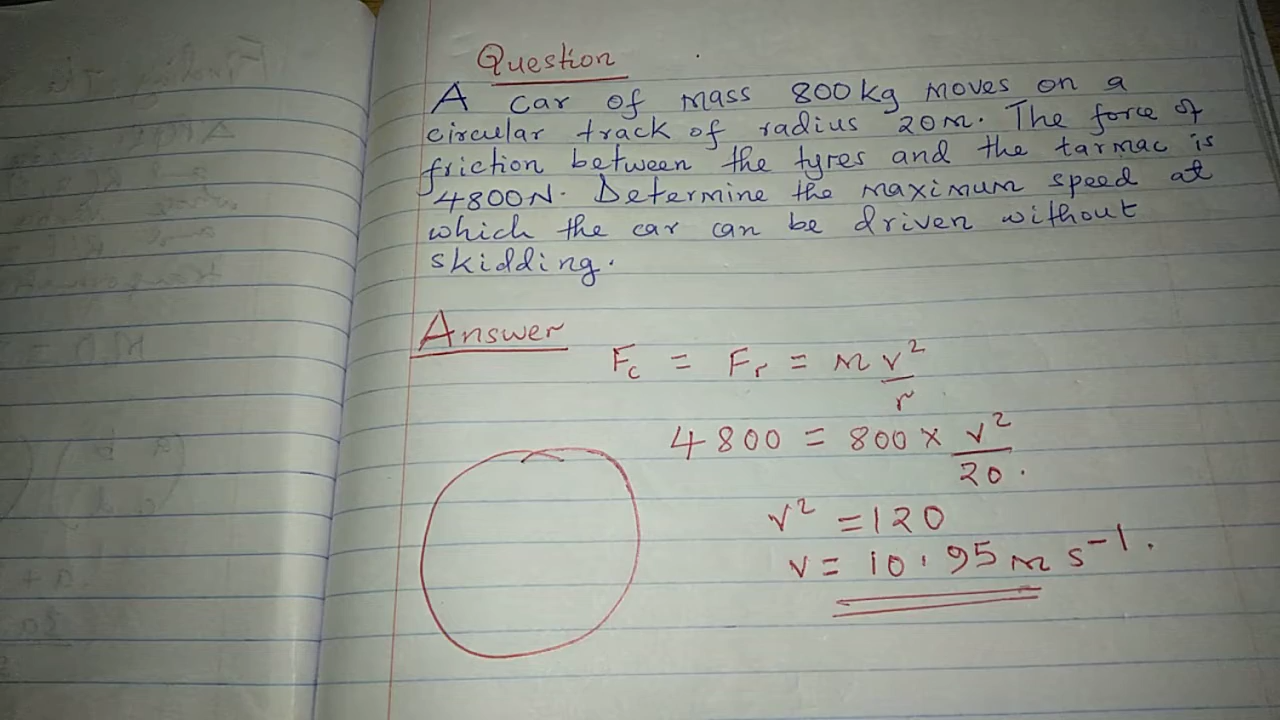 Question
A car of mass 800kg moves on a
circular track of radius 20m. The force of
friction between the tyres and the tarmac is
4800N. Determine the maximum speed at
which the car can be driven without
skidding.
Answer
Fc = Fr = m v²/r
4800 = 800 × v²/20.
v² = 120
v = 10.95 m s⁻¹.